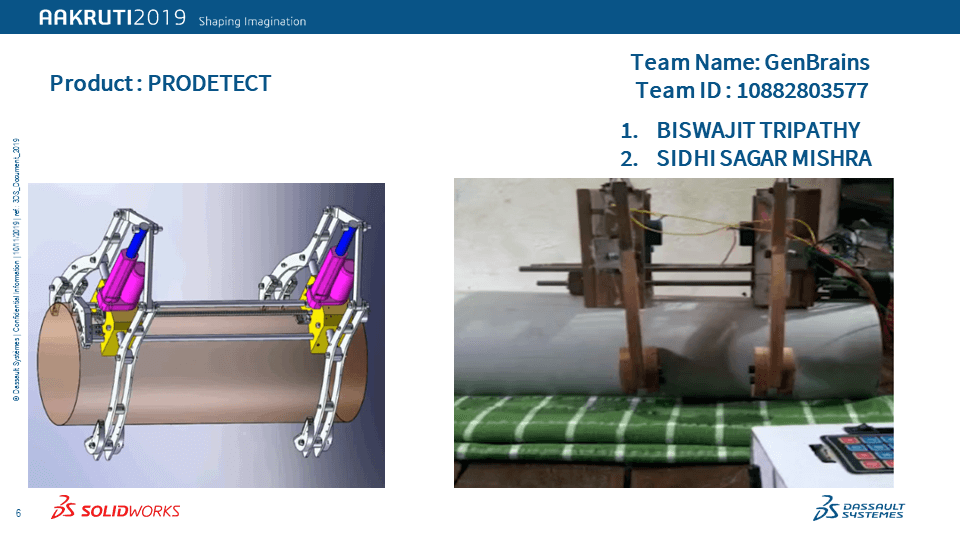 AAKRUTI2019 Shaping Imagination
Product : PRODETECT
Team Name: GenBrains
Team ID : 10882803577
1. BISWAJIT TRIPATHY
2. SIDHI SAGAR MISHRA
© Dassault Systèmes | Confidential Information | 10/11/2019 | ref.: 3DS_Document_2019
6
SOLIDWORKS
DASSAULT
SYSTEMES